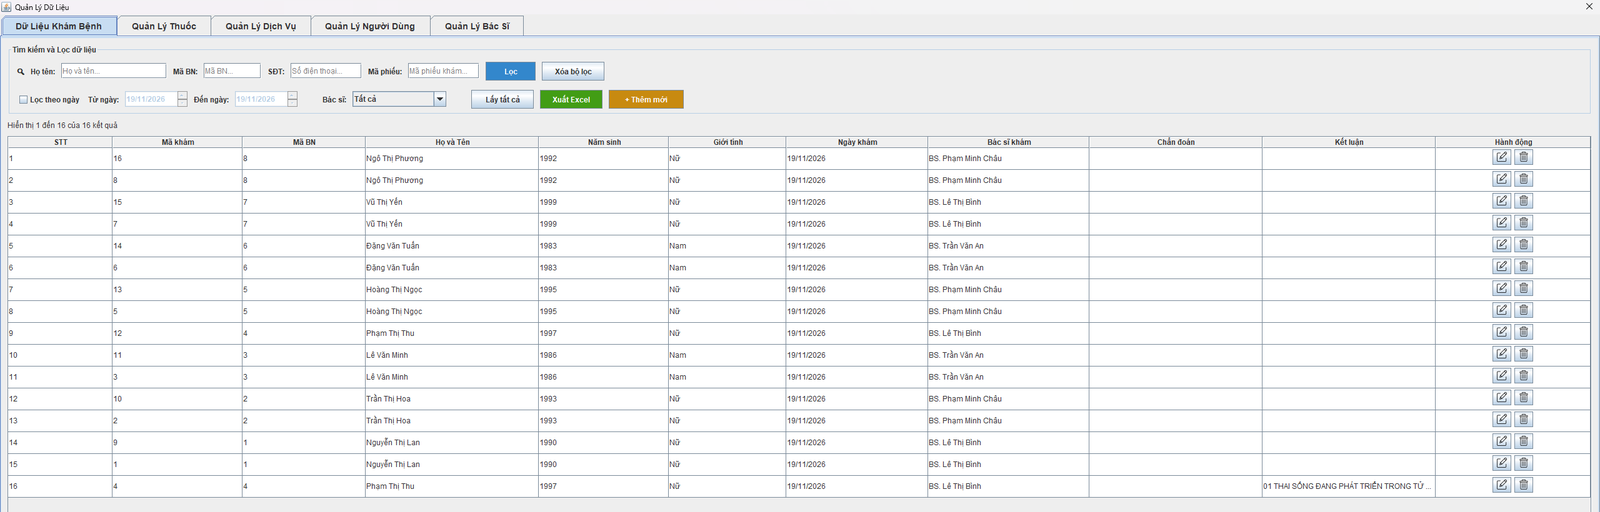 Quản Lý Dữ Liệu
Dữ Liệu Khám Bệnh Quản Lý Thuốc Quản Lý Dịch Vụ Quản Lý Người Dùng Quản Lý Bác Sĩ
Tìm kiếm và Lọc dữ liệu
Họ tên: Họ và tên... Mã BN: Mã BN... SĐT: Số điện thoại... Mã phiếu: Mã phiếu khám... Lọc Xóa bộ lọc
Lọc theo ngày Từ ngày: 19/11/2026 Đến ngày: 19/11/2026 Bác sĩ: Tất cả Lấy tất cả Xuất Excel + Thêm mới
Hiển thị 1 đến 16 của 16 kết quả
STT Mã khám Mã BN Họ và Tên Năm sinh Giới tính Ngày khám Bác sĩ khám Chẩn đoán Kết luận Hành động
1 16 8 Ngô Thị Phương 1992 Nữ 19/11/2026 BS. Phạm Minh Châu
2 8 8 Ngô Thị Phương 1992 Nữ 19/11/2026 BS. Phạm Minh Châu
3 15 7 Vũ Thị Yến 1999 Nữ 19/11/2026 BS. Lê Thị Bình
4 7 7 Vũ Thị Yến 1999 Nữ 19/11/2026 BS. Lê Thị Bình
5 14 6 Đặng Văn Tuấn 1983 Nam 19/11/2026 BS. Trần Văn An
6 6 6 Đặng Văn Tuấn 1983 Nam 19/11/2026 BS. Trần Văn An
7 13 5 Hoàng Thị Ngọc 1995 Nữ 19/11/2026 BS. Phạm Minh Châu
8 5 5 Hoàng Thị Ngọc 1995 Nữ 19/11/2026 BS. Phạm Minh Châu
9 12 4 Phạm Thị Thu 1997 Nữ 19/11/2026 BS. Lê Thị Bình
10 11 3 Lê Văn Minh 1986 Nam 19/11/2026 BS. Trần Văn An
11 3 3 Lê Văn Minh 1986 Nam 19/11/2026 BS. Trần Văn An
12 10 2 Trần Thị Hoa 1993 Nữ 19/11/2026 BS. Phạm Minh Châu
13 2 2 Trần Thị Hoa 1993 Nữ 19/11/2026 BS. Phạm Minh Châu
14 9 1 Nguyễn Thị Lan 1990 Nữ 19/11/2026 BS. Lê Thị Bình
15 1 1 Nguyễn Thị Lan 1990 Nữ 19/11/2026 BS. Lê Thị Bình
16 4 4 Phạm Thị Thu 1997 Nữ 19/11/2026 BS. Lê Thị Bình 01 THAI SỐNG ĐANG PHÁT TRIỂN TRONG TỬ ...